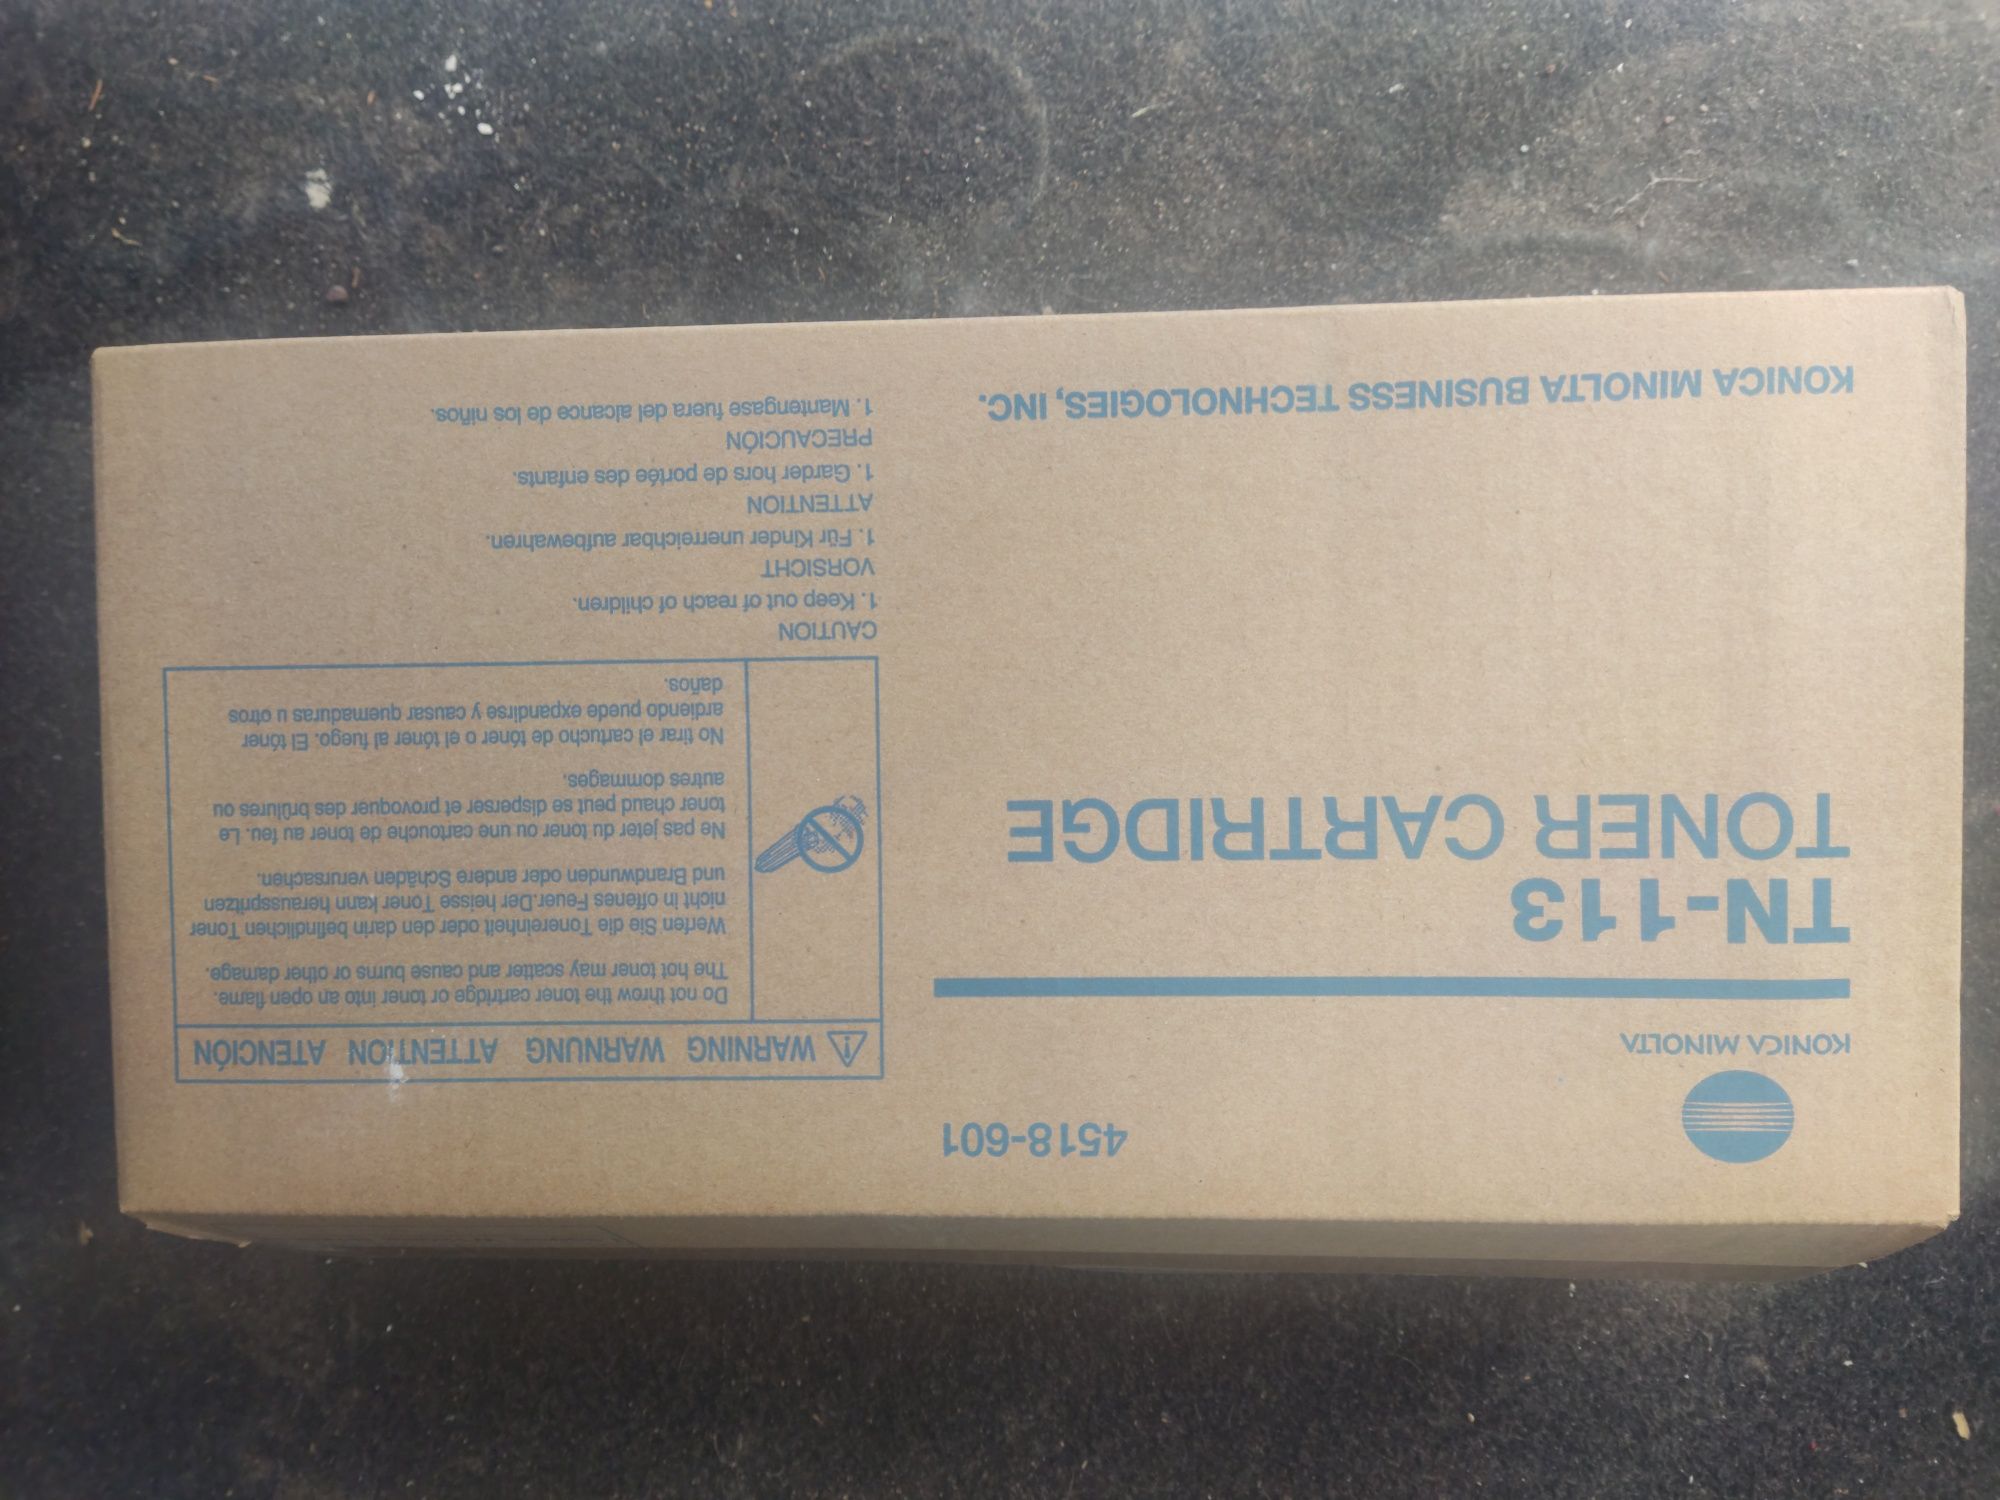 4518-601
KONICA MINOLTA
TN-113
TONER CARTRIDGE
KONICA MINOLTA BUSINESS TECHNOLOGIES, INC.
WARNING WARNUNG ATTENTION ATENCIÓN
Do not throw the toner cartridge or toner into an open flame.
The hot toner may scatter and cause burns or other damage.
Werfen Sie die Tonereinheit oder den darin befindlichen Toner
nicht in offenes Feuer.Der heisse Toner kann herausspritzen
und Brandwunden oder andere Schäden verursachen.
Ne pas jeter du toner ou une cartouche de toner au feu. Le
toner chaud peut se disperser et provoquer des brûlures ou
autres dommages.
No tirar el cartucho de tóner o el tóner al fuego. El tóner
ardiendo puede expandirse y causar quemaduras u otros
daños.
CAUTION
1. Keep out of reach of children.
VORSICHT
1. Für Kinder unerreichbar aufbewahren.
ATTENTION
1. Garder hors de portée des enfants.
PRECAUCIÓN
1. Mantengase fuera del alcance de los niños.